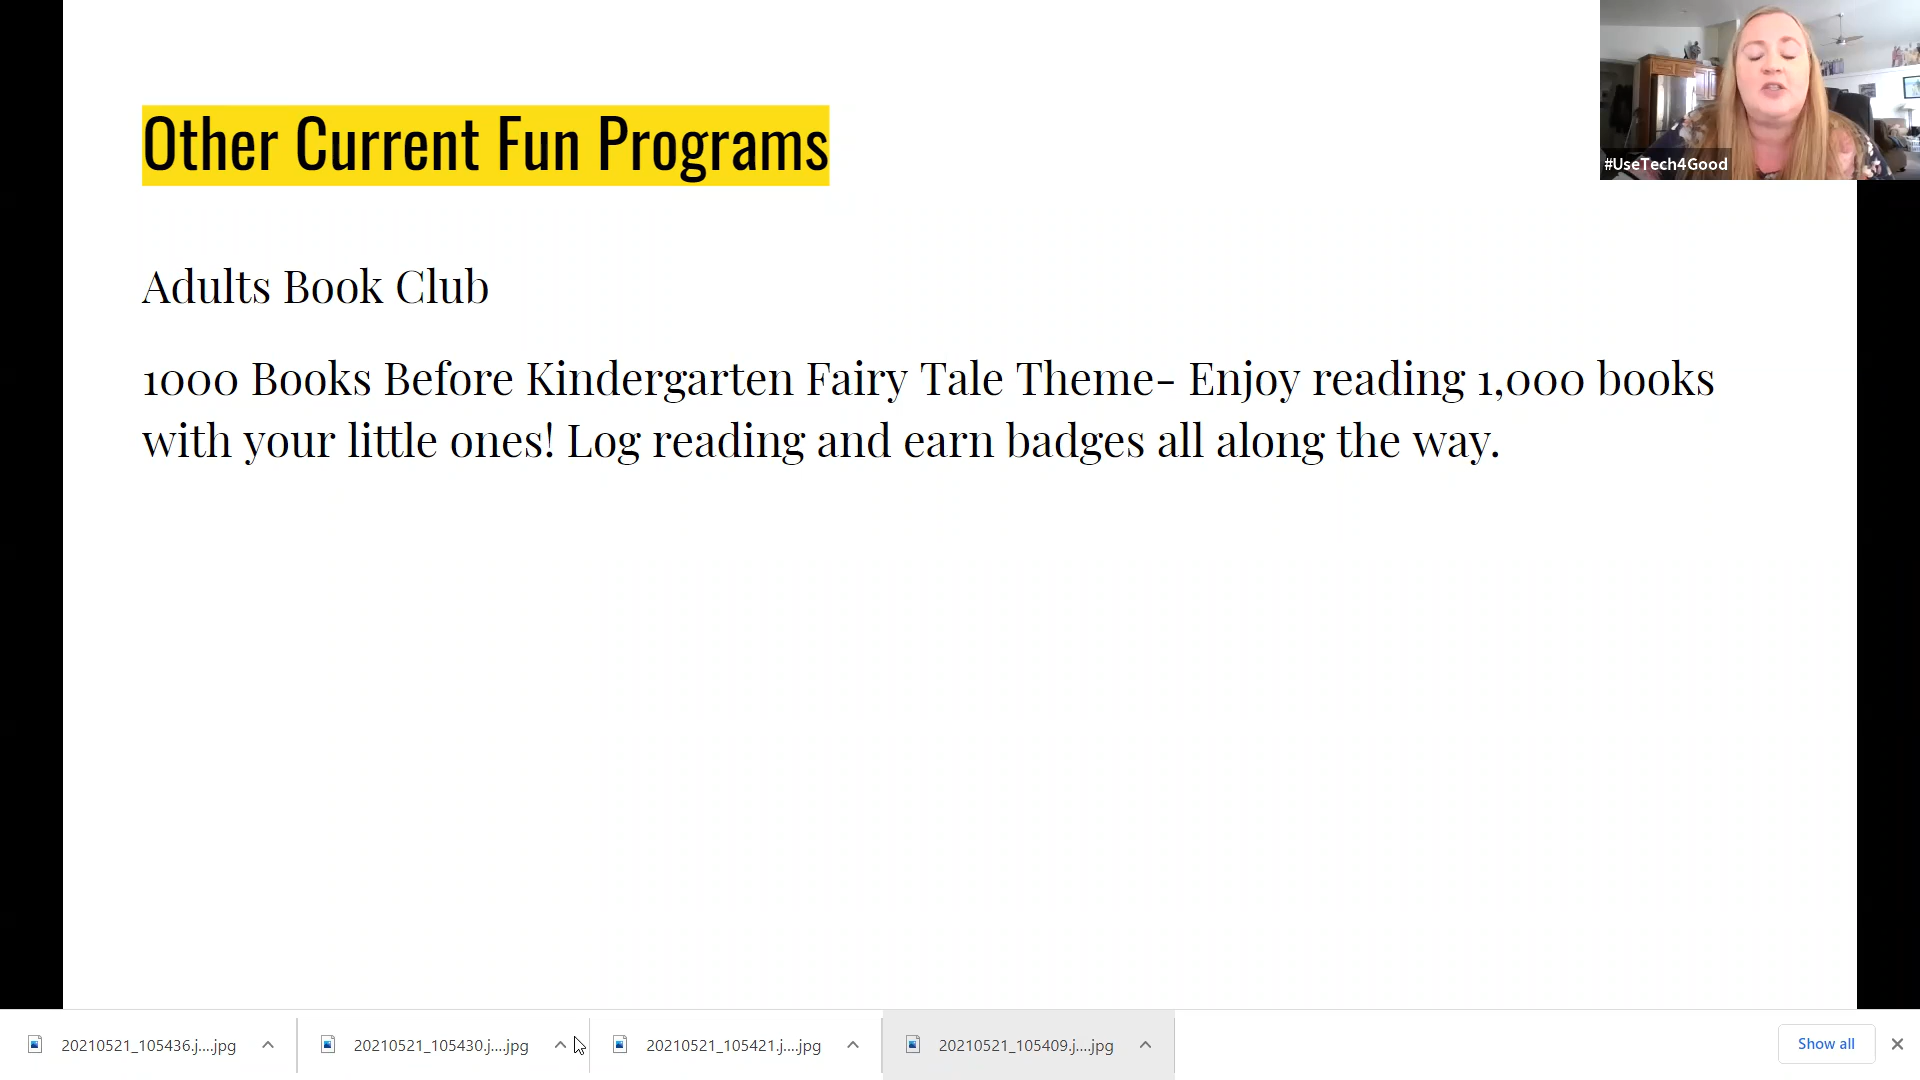 Other Current Fun Programs
#UseTech4Good
Adults Book Club
1000 Books Before Kindergarten Fairy Tale Theme- Enjoy reading 1,000 books
with your little ones! Log reading and earn badges all along the way.
20210521_105436.j....jpg
20210521_105430.j....jpg
20210521_105421.j....jpg
20210521_105409.j....jpg
Show all